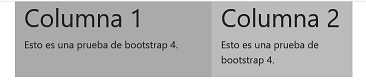 Columna 1
Esto es una prueba de bootstrap 4.
Columna 2
Esto es una prueba de
bootstrap 4.